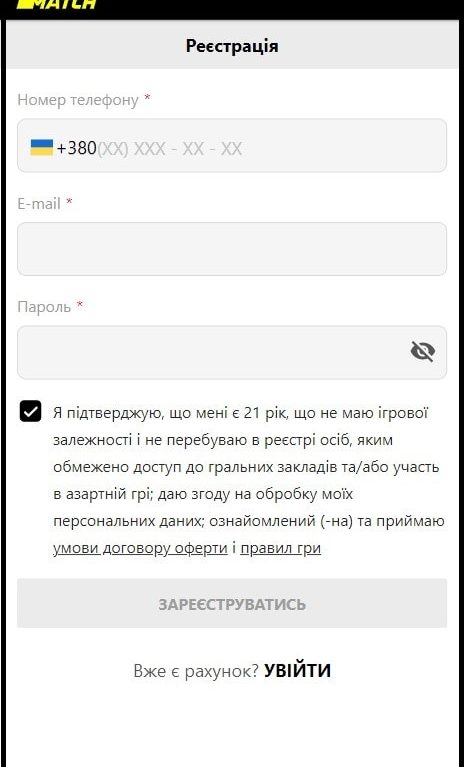 MATCH
Реєстрація
Номер телефону *
+380(XX) XXX - XX - XX
E-mail *
Пароль *
Я підтверджую, що мені є 21 рік, що не маю ігрової
залежності і не перебуваю в реєстрі осіб, яким
обмежено доступ до гральних закладів та/або участь
в азартній грі; даю згоду на обробку моїх
персональних даних; ознайомлений (-на) та приймаю
умови договору оферти і правил гри
ЗАРЕЄСТРУВАТИСЬ
Вже є рахунок? УВІЙТИ